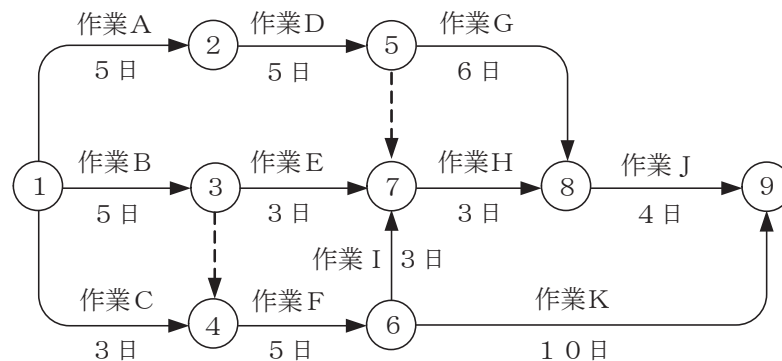 作業A
5日
作業D
5日
作業G
6日
2
5
1
作業B
5日
3
作業E
3日
7
作業H
3日
8
作業J
4日
9
作業I 3日
作業C
3日
4
作業F
5日
6
作業K
10日